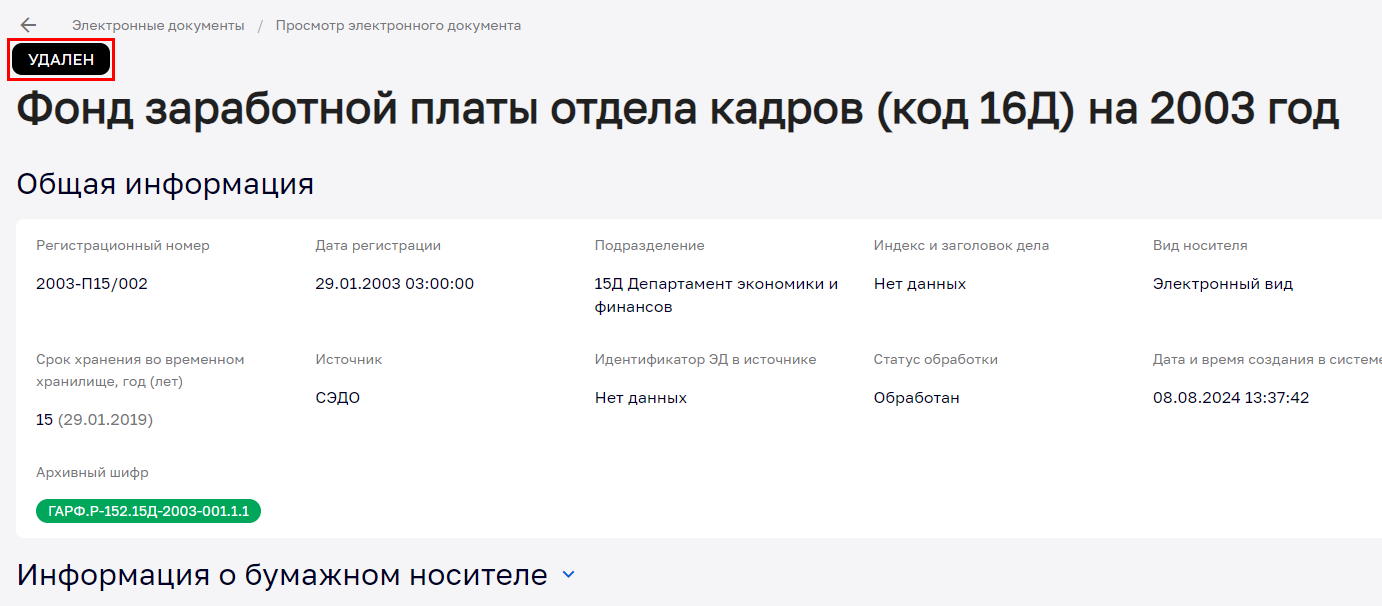 Электронные документы / Просмотр электронного документа
УДАЛЕН
Фонд заработной платы отдела кадров (код 16Д) на 2003 год
Общая информация
Регистрационный номер Дата регистрации Подразделение Индекс и заголовок дела Вид носителя
2003-П15/002 29.01.2003 03:00:00 15Д Департамент экономики и Нет данных Электронный вид
финансов
Срок хранения во временном Источник Идентификатор ЭД в источнике Статус обработки Дата и время создания в системе
хранилище, год (лет)
СЭДО Нет данных Обработан 08.08.2024 13:37:42
15 (29.01.2019)
Архивный шифр
ГАРФ.Р-152.15Д-2003-001.1.1
Информация о бумажном носителе